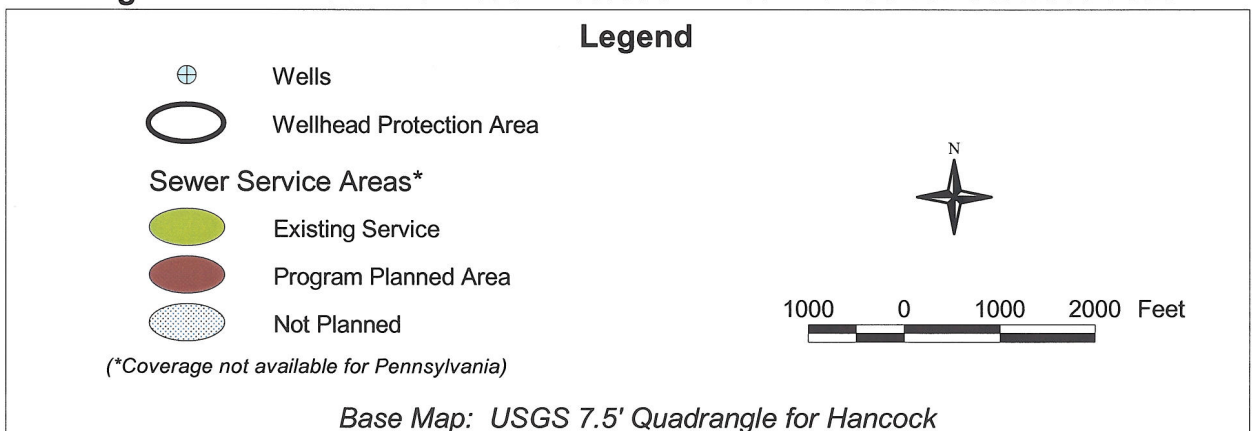 Legend
Wells
Wellhead Protection Area
N
Sewer Service Areas*
Existing Service
Program Planned Area
1000 0 1000 2000 Feet
Not Planned
(*Coverage not available for Pennsylvania)
Base Map: USGS 7.5' Quadrangle for Hancock